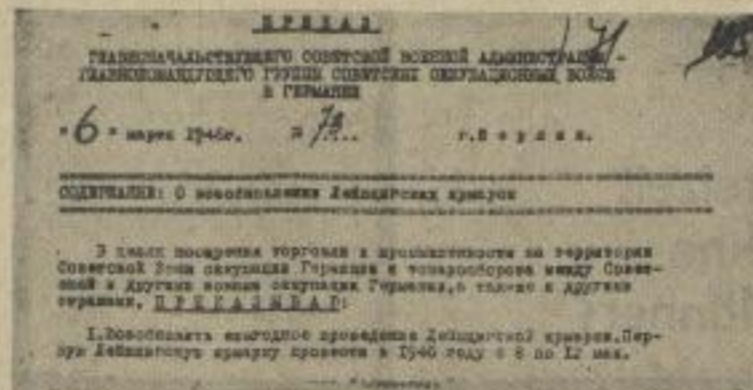 ПРИКАЗ
ГЛАВНОНАЧАЛЬСТВУЮЩЕГО СОВЕТСКОЙ ВОЕННОЙ АДМИНИСТРАЦИИ -
ГЛАВНОКОМАНДУЮЩЕГО ГРУППЫ СОВЕТСКИХ ОККУПАЦИОННЫХ ВОЙСК
В ГЕРМАНИИ
"6" марта 1946г. г.Берлин.
СОДЕРЖАНИЕ: О возобновлении Лейпцигских ярмарок
В целях поощрения торговли и промышленности на территории
Советской Зоны оккупации Германии и товарооборота между Совет-
ской и другими зонами оккупации Германии, а также и другими
странами, ПРИКАЗЫВАЮ:
1.Возобновить ежегодное проведение Лейпцигской ярмарки.Пер-
вую Лейпцигскую ярмарку провести в 1946 году с 8 по 12 мая.